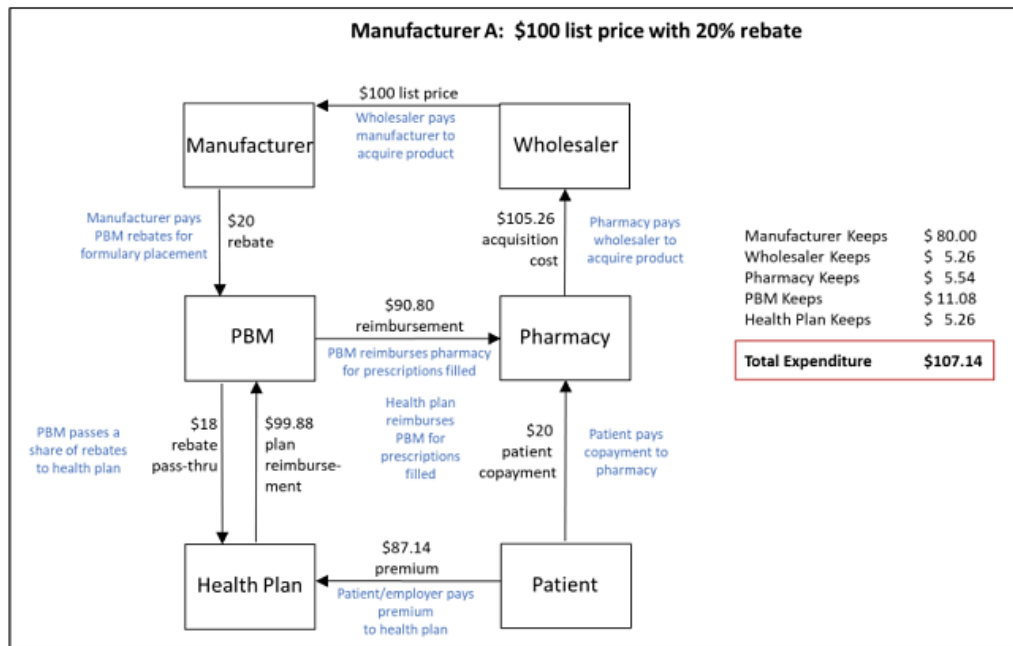 Manufacturer A: $100 list price with 20% rebate
$100 list price
Wholesaler pays
manufacturer to
acquire product
Manufacturer
Wholesaler
Manufacturer pays
PBM rebates for
formulary placement
$20
rebate
$105.26
acquisition
cost
Pharmacy pays
wholesaler to
acquire product
PBM
$90.80
reimbursement
PBM reimburses pharmacy
for prescriptions filled
Pharmacy
PBM passes a
share of rebates
to health plan
$18
rebate
pass-thru
$99.88
plan
reimburse-
ment
Health plan
reimburses
PBM for
prescriptions
filled
$20
patient
copayment
Patient pays
copayment to
pharmacy
Health Plan
$87.14
premium
Patient/employer pays
premium
to health plan
Patient
Manufacturer Keeps $ 80.00
Wholesaler Keeps $ 5.26
Pharmacy Keeps $ 5.54
PBM Keeps $ 11.08
Health Plan Keeps $ 5.26
Total Expenditure $107.14